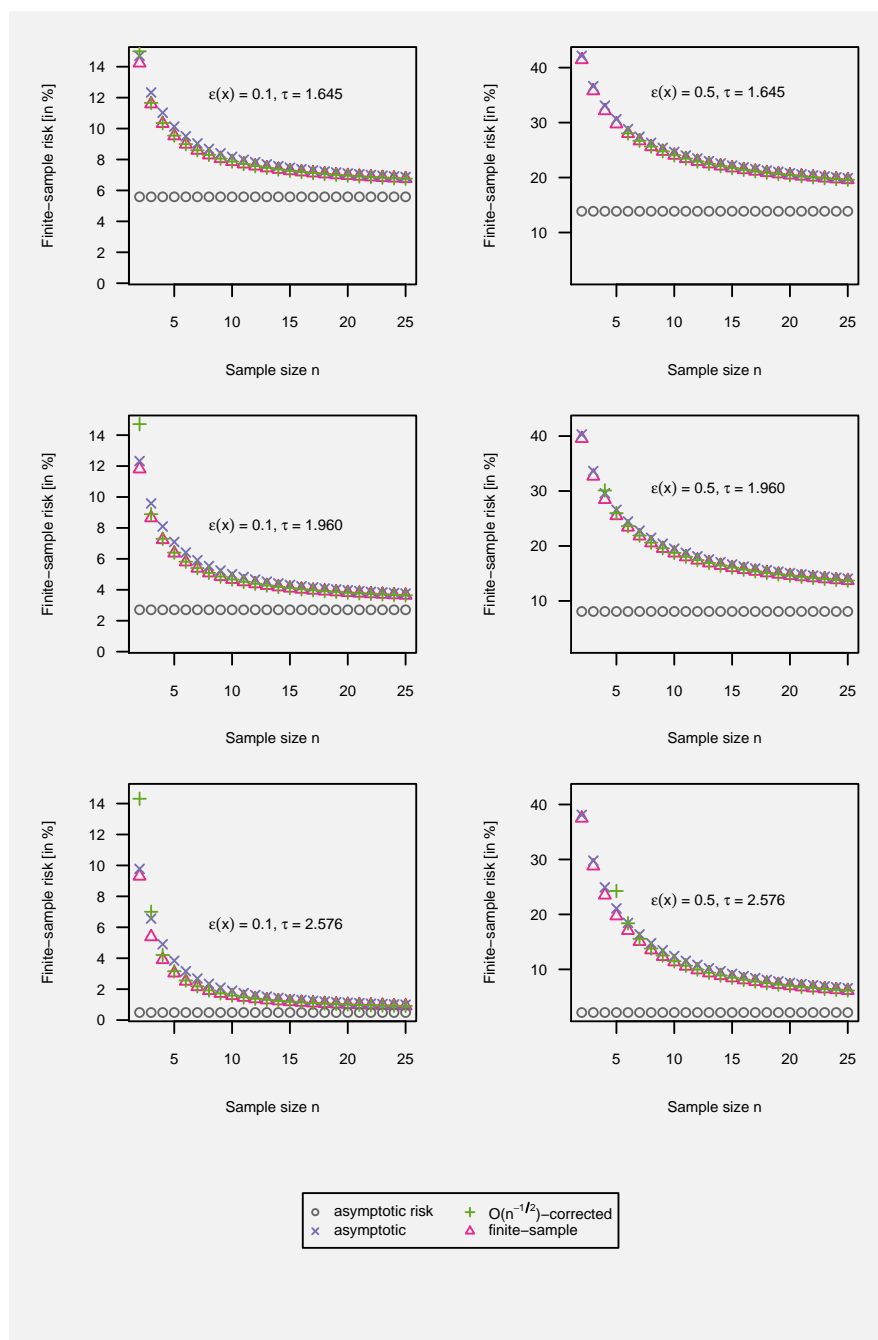 Finite−sample risk [in %]
14
12
10
8
6
4
2
0
ε(x) = 0.1, τ = 1.645
5 10 15 20 25
Sample size n
Finite−sample risk [in %]
40
30
20
10
ε(x) = 0.5, τ = 1.645
5 10 15 20 25
Sample size n
Finite−sample risk [in %]
14
12
10
8
6
4
2
0
ε(x) = 0.1, τ = 1.960
5 10 15 20 25
Sample size n
Finite−sample risk [in %]
40
30
20
10
ε(x) = 0.5, τ = 1.960
5 10 15 20 25
Sample size n
Finite−sample risk [in %]
14
12
10
8
6
4
2
0
ε(x) = 0.1, τ = 2.576
5 10 15 20 25
Sample size n
Finite−sample risk [in %]
40
30
20
10
ε(x) = 0.5, τ = 2.576
5 10 15 20 25
Sample size n
asymptotic risk
asymptotic
O(n⁻¹ᐟ²)−corrected
finite−sample